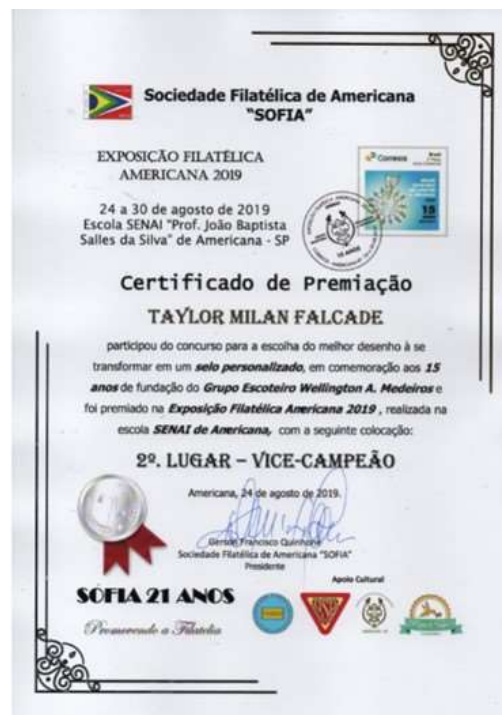 Sociedade Filatélica de Americana
"SOFIA"
EXPOSIÇÃO FILATÉLICA
AMERICANA 2019
24 a 30 de agosto de 2019
Escola SENAI "Prof. João Baptista
Salles da Silva" de Americana - SP
Correios
Brasil
15 ANOS
Certificado de Premiação
TAYLOR MILAN FALCADE
participou do concurso para a escolha do melhor desenho à se
transformar em um selo personalizado, em comemoração aos 15
anos de fundação do Grupo Escoteiro Wellington A. Medeiros e
foi premiado na Exposição Filatélica Americana 2019 , realizada na
escola SENAI de Americana, com a seguinte colocação:
2º. LUGAR – VICE-CAMPEÃO
Americana, 24 de agosto de 2019.
Gerson Francisco Quinhone
Sociedade Filatélica de Americana "SOFIA"
Presidente
Apoio Cultural
SOFIA 21 ANOS
Promovendo a Filatelia